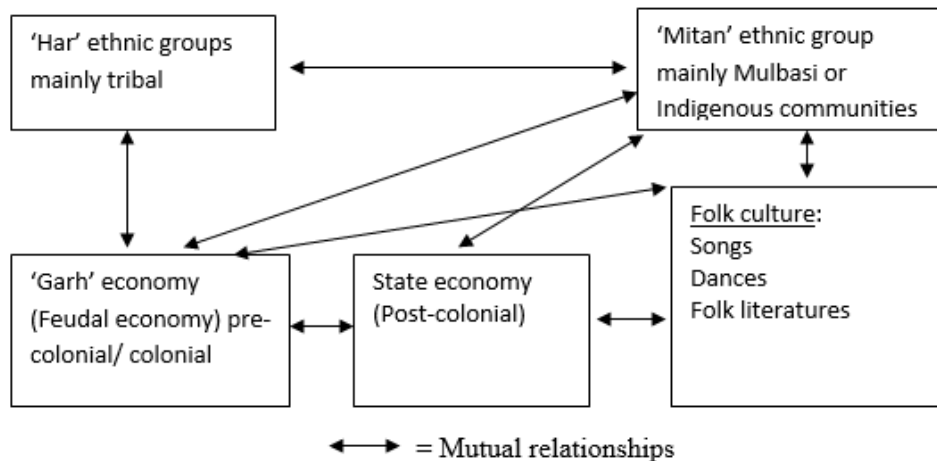 ‘Har’ ethnic groups
mainly tribal
‘Mitan’ ethnic group
mainly Mulbasi or
Indigenous communities
‘Garh’ economy
(Feudal economy) pre-
colonial/ colonial
State economy
(Post-colonial)
Folk culture:
Songs
Dances
Folk literatures
= Mutual relationships